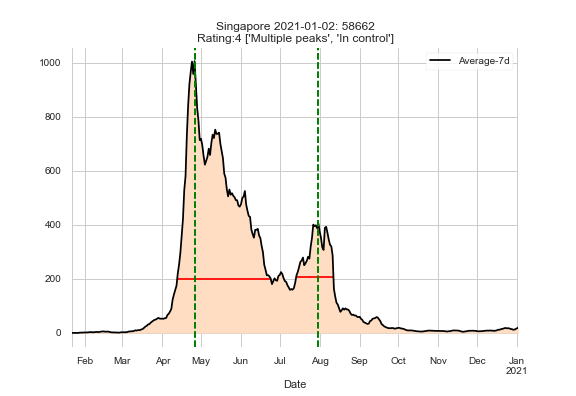 Singapore 2021-01-02: 58662
Rating:4 ['Multiple peaks', 'In control']
Average-7d
1000
800
600
400
200
0
Feb Mar Apr May Jun Jul Aug Sep Oct Nov Dec Jan
2021
Date